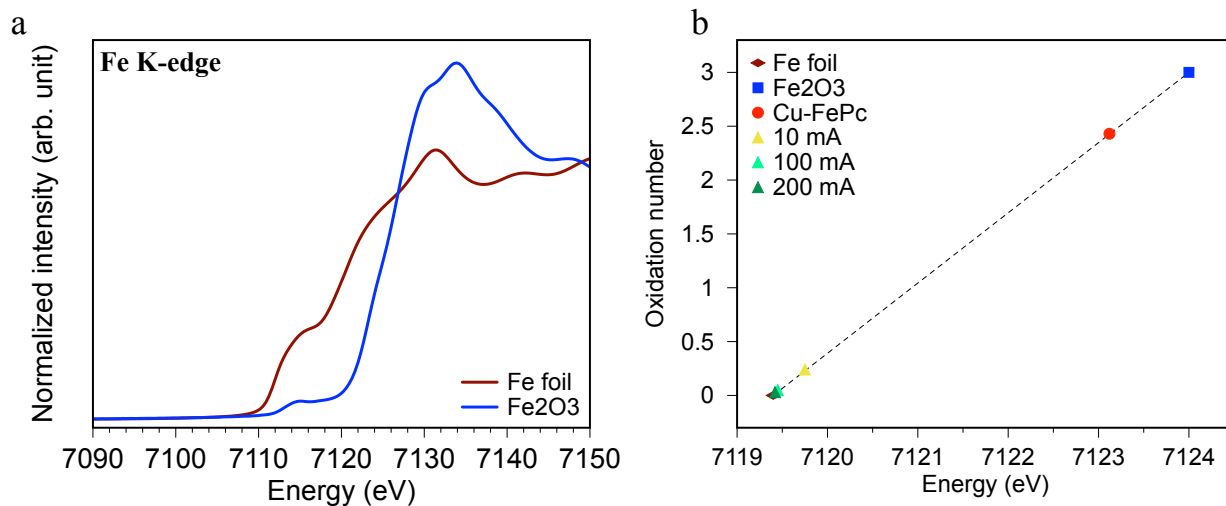 a
Fe K-edge
Normalized intensity (arb. unit)
Fe foil
Fe2O3
7090 7100 7110 7120 7130 7140 7150
Energy (eV)
b
Oxidation number
3
2.5
2
1.5
1
0.5
0
Fe foil
Fe2O3
Cu-FePc
10 mA
100 mA
200 mA
7119 7120 7121 7122 7123 7124
Energy (eV)